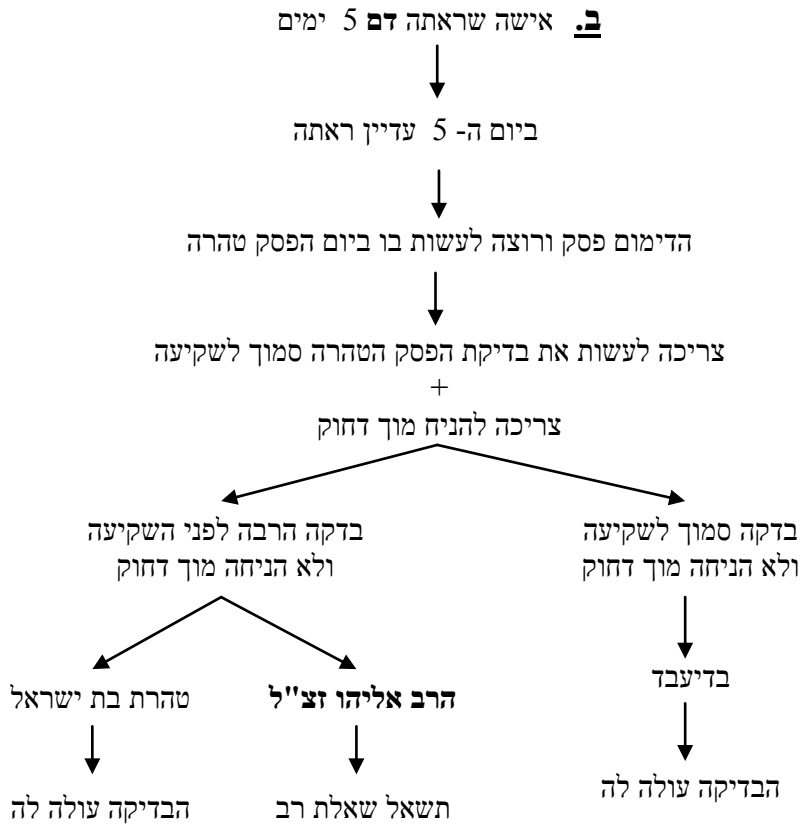 ב. אישה שראתה דם 5 ימים
ביום ה- 5 עדיין ראתה
הדימום פסק ורוצה לעשות בו ביום הפסק טהרה
צריכה לעשות את בדיקת הפסק הטהרה סמוך לשקיעה
+
צריכה להניח מוך דחוק
בדקה סמוך לשקיעה
ולא הניחה מוך דחוק
בדיעבד
הבדיקה עולה לה
בדקה הרבה לפני השקיעה
ולא הניחה מוך דחוק
הרב אליהו זצ"ל
תשאל שאלת רב
טהרת בת ישראל
הבדיקה עולה לה